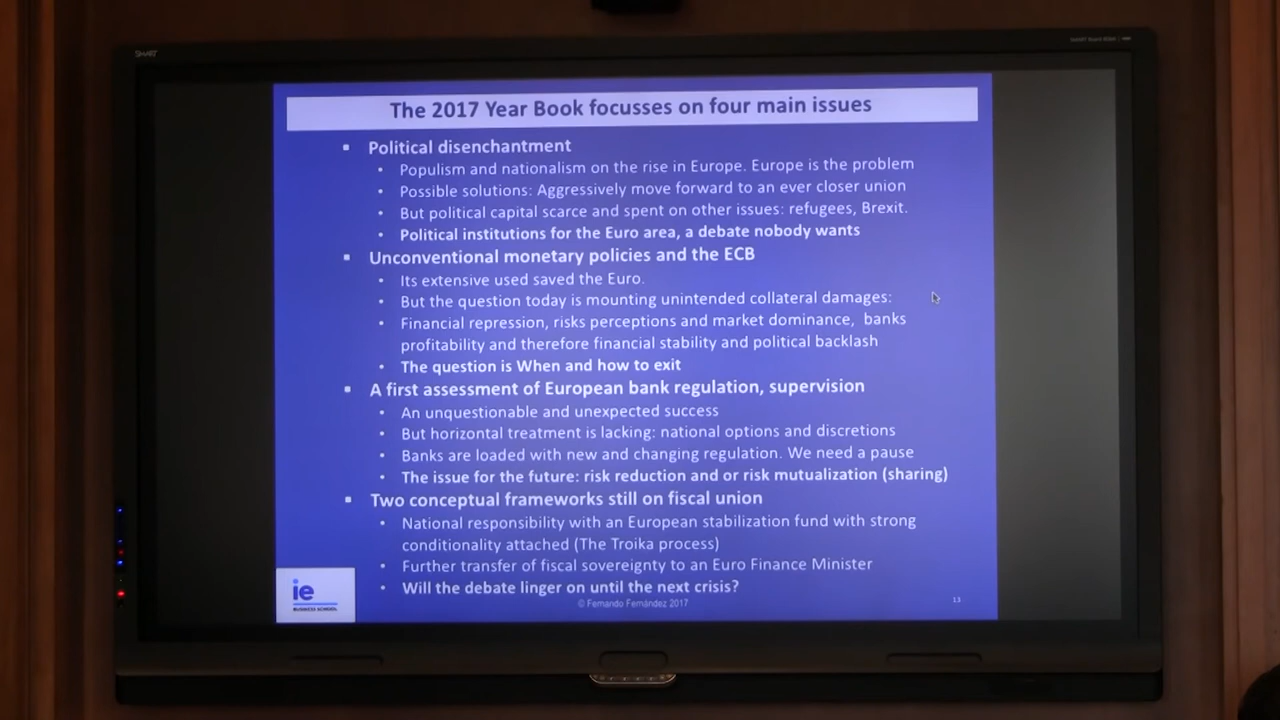 SMART
The 2017 Year Book focusses on four main issues
▪ Political disenchantment
• Populism and nationalism on the rise in Europe. Europe is the problem
• Possible solutions: Aggressively move forward to an ever closer union
• But political capital scarce and spent on other issues: refugees, Brexit.
• Political institutions for the Euro area, a debate nobody wants
▪ Unconventional monetary policies and the ECB
• Its extensive used saved the Euro.
• But the question today is mounting unintended collateral damages:
• Financial repression, risks perceptions and market dominance, banks
profitability and therefore financial stability and political backlash
• The question is When and how to exit
▪ A first assessment of European bank regulation, supervision
• An unquestionable and unexpected success
• But horizontal treatment is lacking: national options and discretions
• Banks are loaded with new and changing regulation. We need a pause
• The issue for the future: risk reduction and or risk mutualization (sharing)
▪ Two conceptual frameworks still on fiscal union
• National responsibility with an European stabilization fund with strong
conditionality attached (The Troika process)
• Further transfer of fiscal sovereignty to an Euro Finance Minister
• Will the debate linger on until the next crisis?
ie
BUSINESS SCHOOL
© Fernando Fernández 2017
13